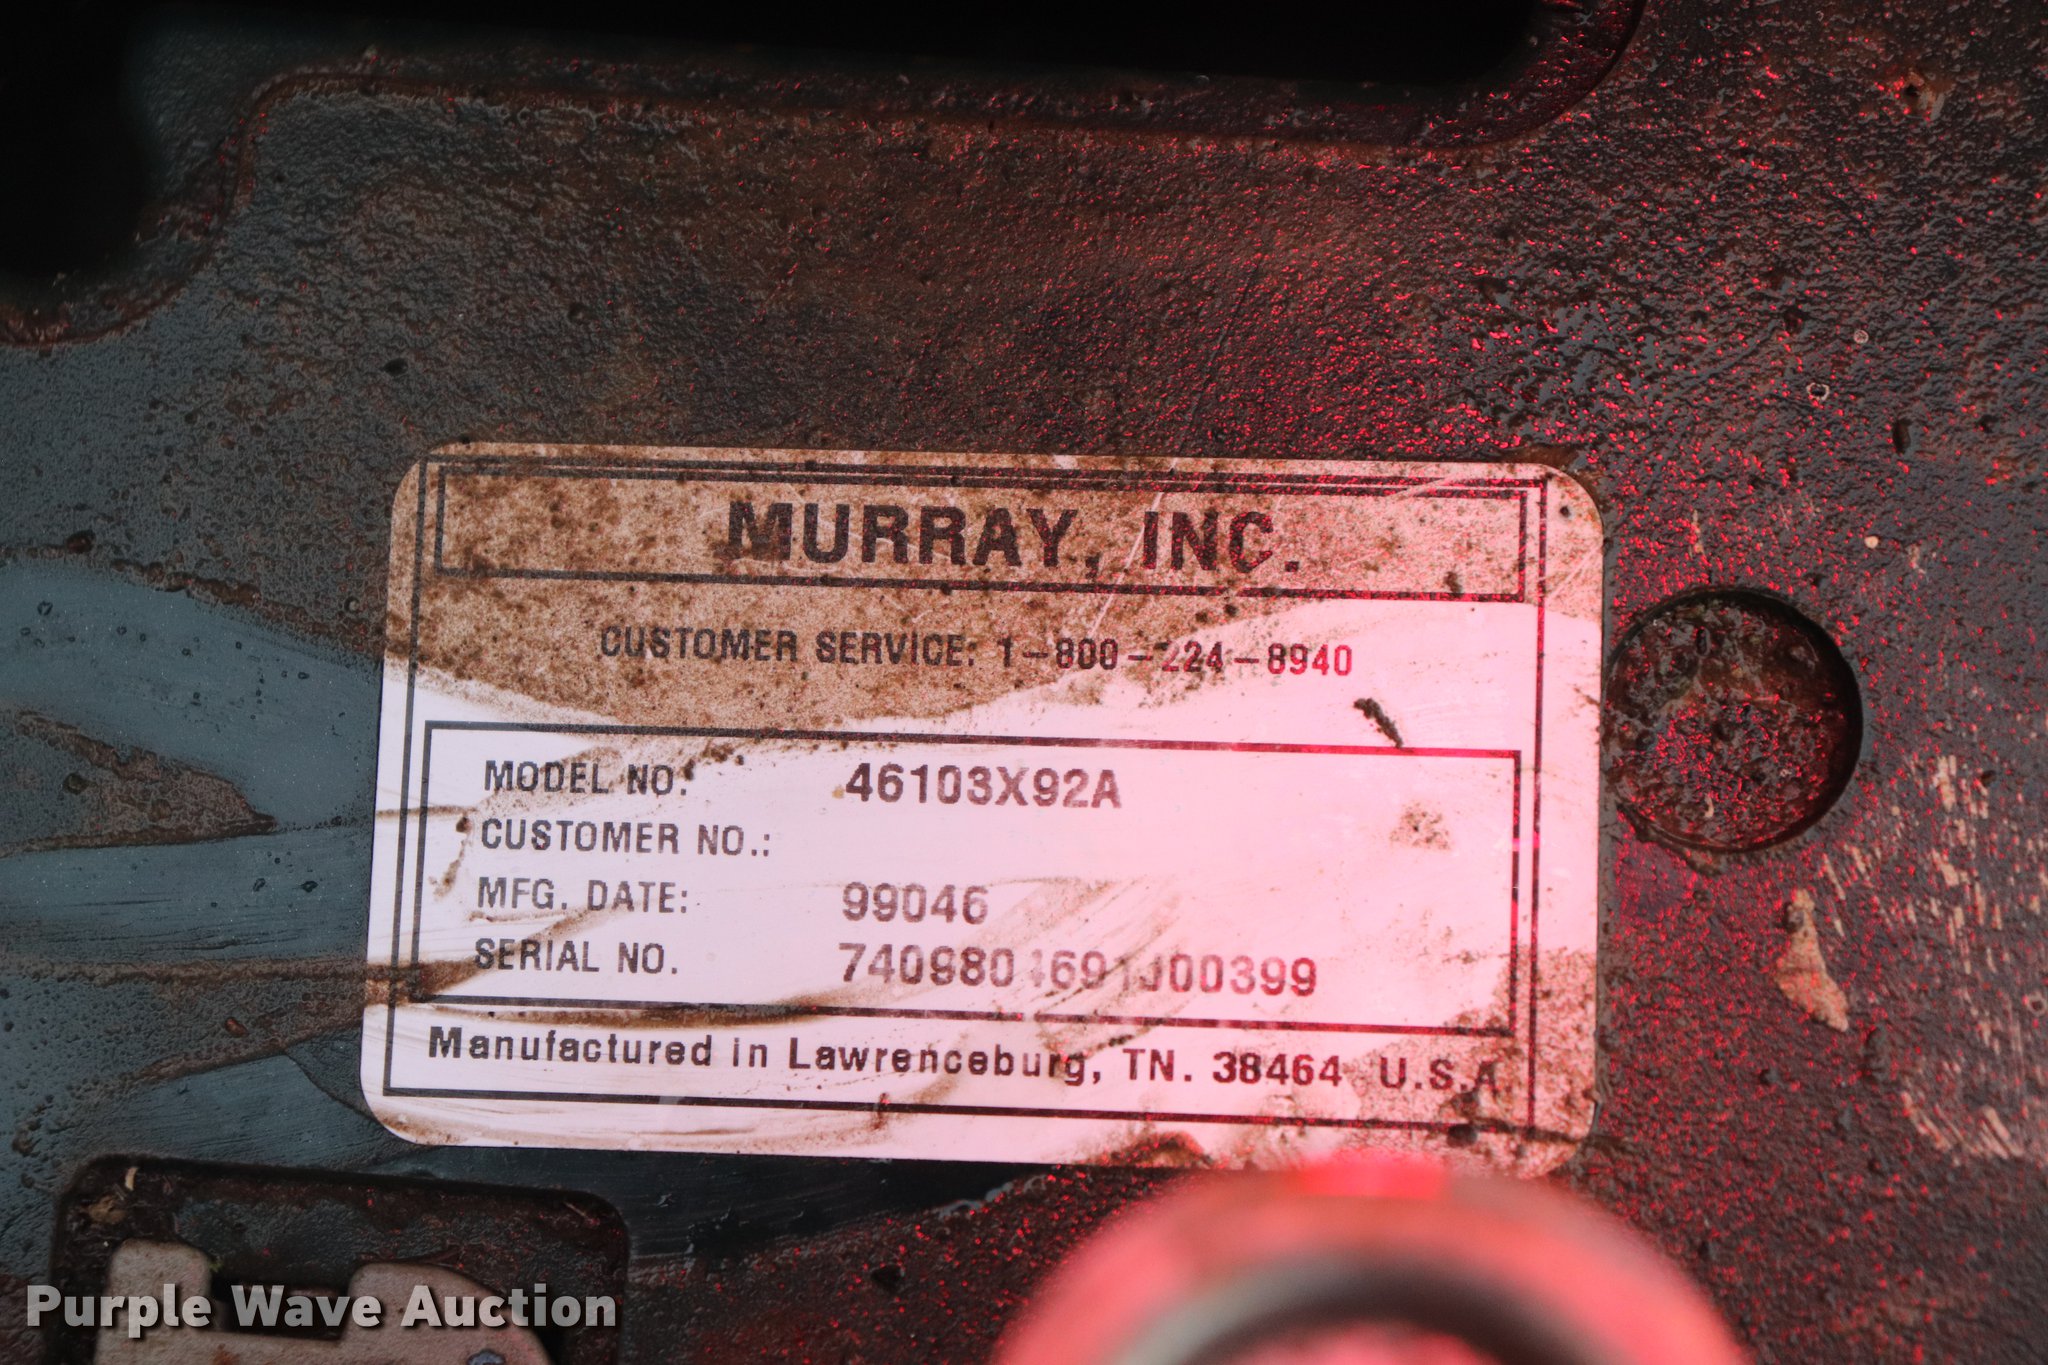 MURRAY, INC.
CUSTOMER SERVICE: 1-800-224-8940
MODEL NO. 46103X92A
CUSTOMER NO.:
MFG. DATE: 99046
SERIAL NO.
Manufactured in Lawrenceburg, TN. 38464 U.S.A.
Purple Wave Auction